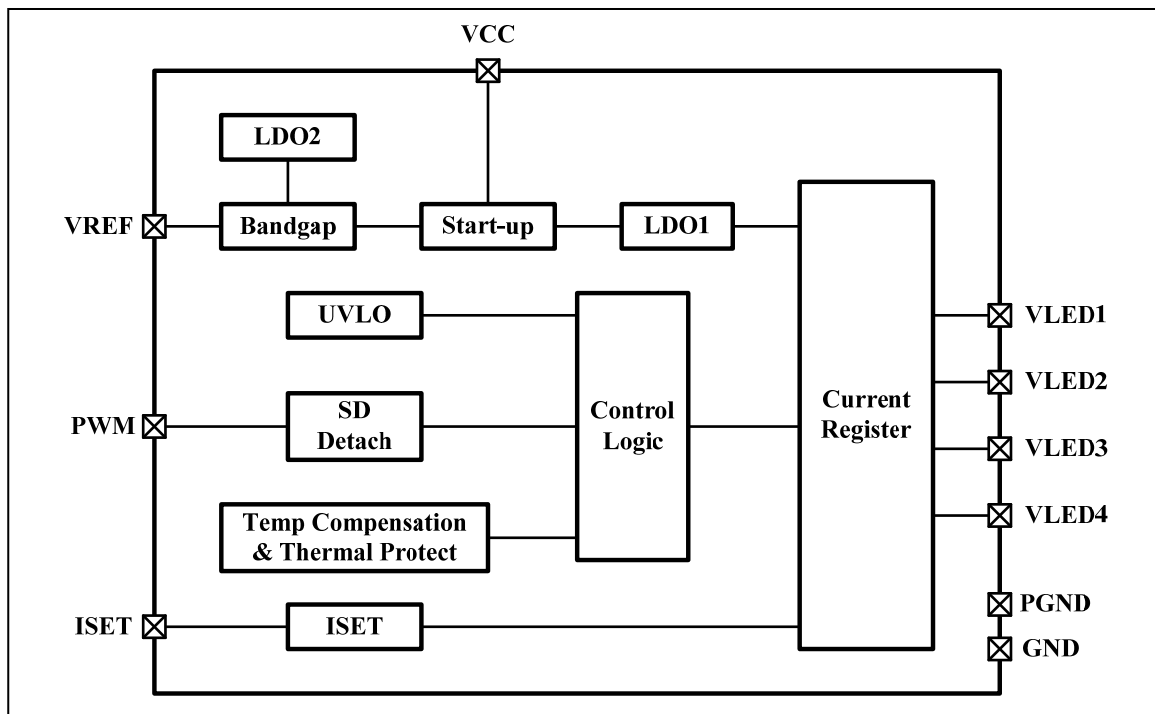 VCC
LDO2
VREF
Bandgap
Start-up
LDO1
UVLO
VLED1
VLED2
PWM
SD
Detach
Control
Logic
Current
Register
VLED3
VLED4
Temp Compensation
& Thermal Protect
PGND
ISET
ISET
GND